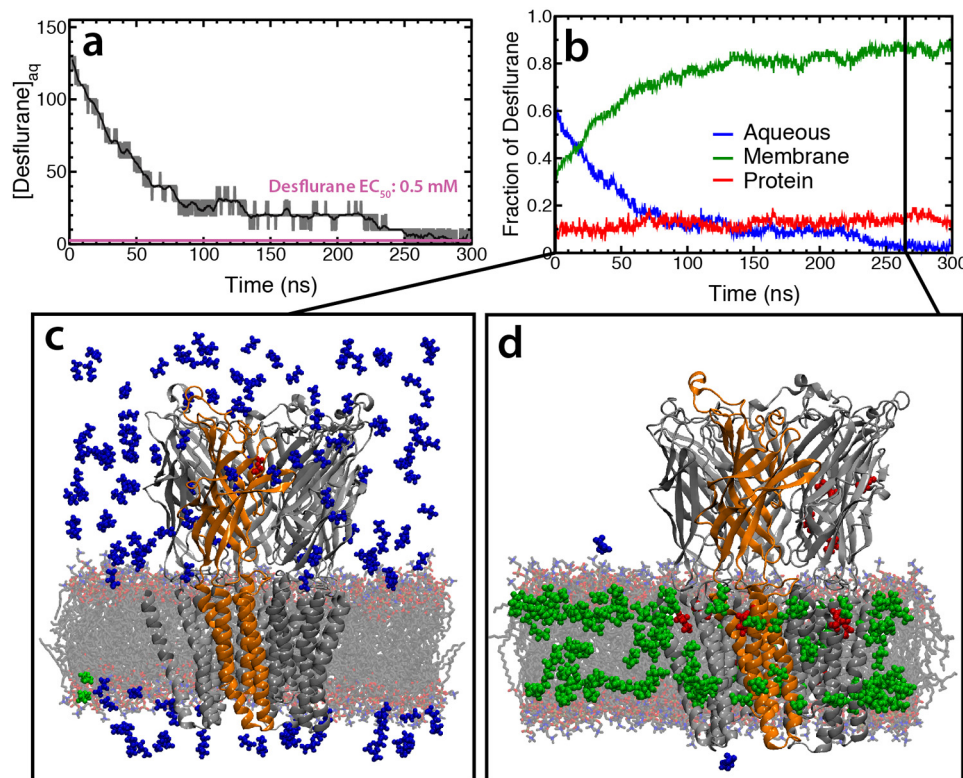 a
[Desflurane]aq
150
100
50
0
Desflurane EC50: 0.5 mM
0 50 100 150 200 250 300
Time (ns)
b
Fraction of Desflurane
1.0
0.8
0.6
0.4
0.2
0
Aqueous
Membrane
Protein
0 50 100 150 200 250 300
Time (ns)
c
d